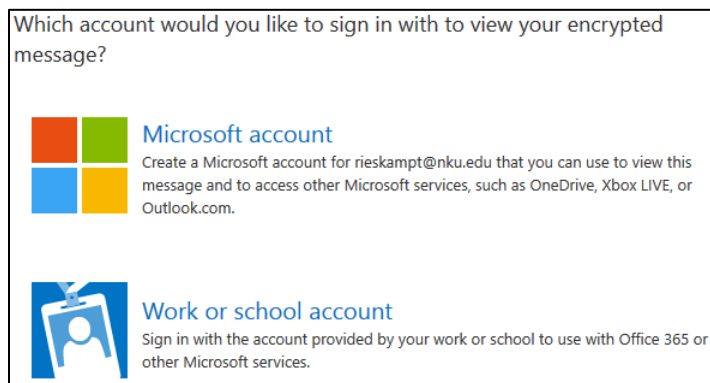 Which account would you like to sign in with to view your encrypted
message?
Microsoft account
Create a Microsoft account for rieskampt@nku.edu that you can use to view this
message and to access other Microsoft services, such as OneDrive, Xbox LIVE, or
Outlook.com.
Work or school account
Sign in with the account provided by your work or school to use with Office 365 or
other Microsoft services.